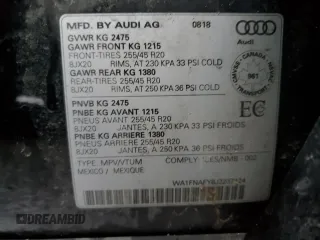 MFD. BY AUDI AG 0818
GVWR KG 2475
GAWR FRONT KG 1215
FRONT-TIRES 255/45 R20
8JX20 RIMS, AT 230 KPA 33 PSI COLD
GAWR REAR KG 1380
REAR-TIRES 255/45 R20
8JX20 RIMS, AT 250 KPA 36 PSI COLD
Audi
CMVSS CANADA
961
PNVB KG 2475
PNBE KG AVANT 1215
PNEUS AVANT 255/45 R20
8JX20 JANTES, A 230 KPA 33 PSI FROIDS
PNBE KG ARRIERE 1380
PNEUS ARRIERE 255/45 R20
8JX20 JANTES, A 250 KPA 36 PSI FROIDS
EC
TYPE MPV/VTUM COMPLY
MEXICO / MEXIQUE
DREAMBID